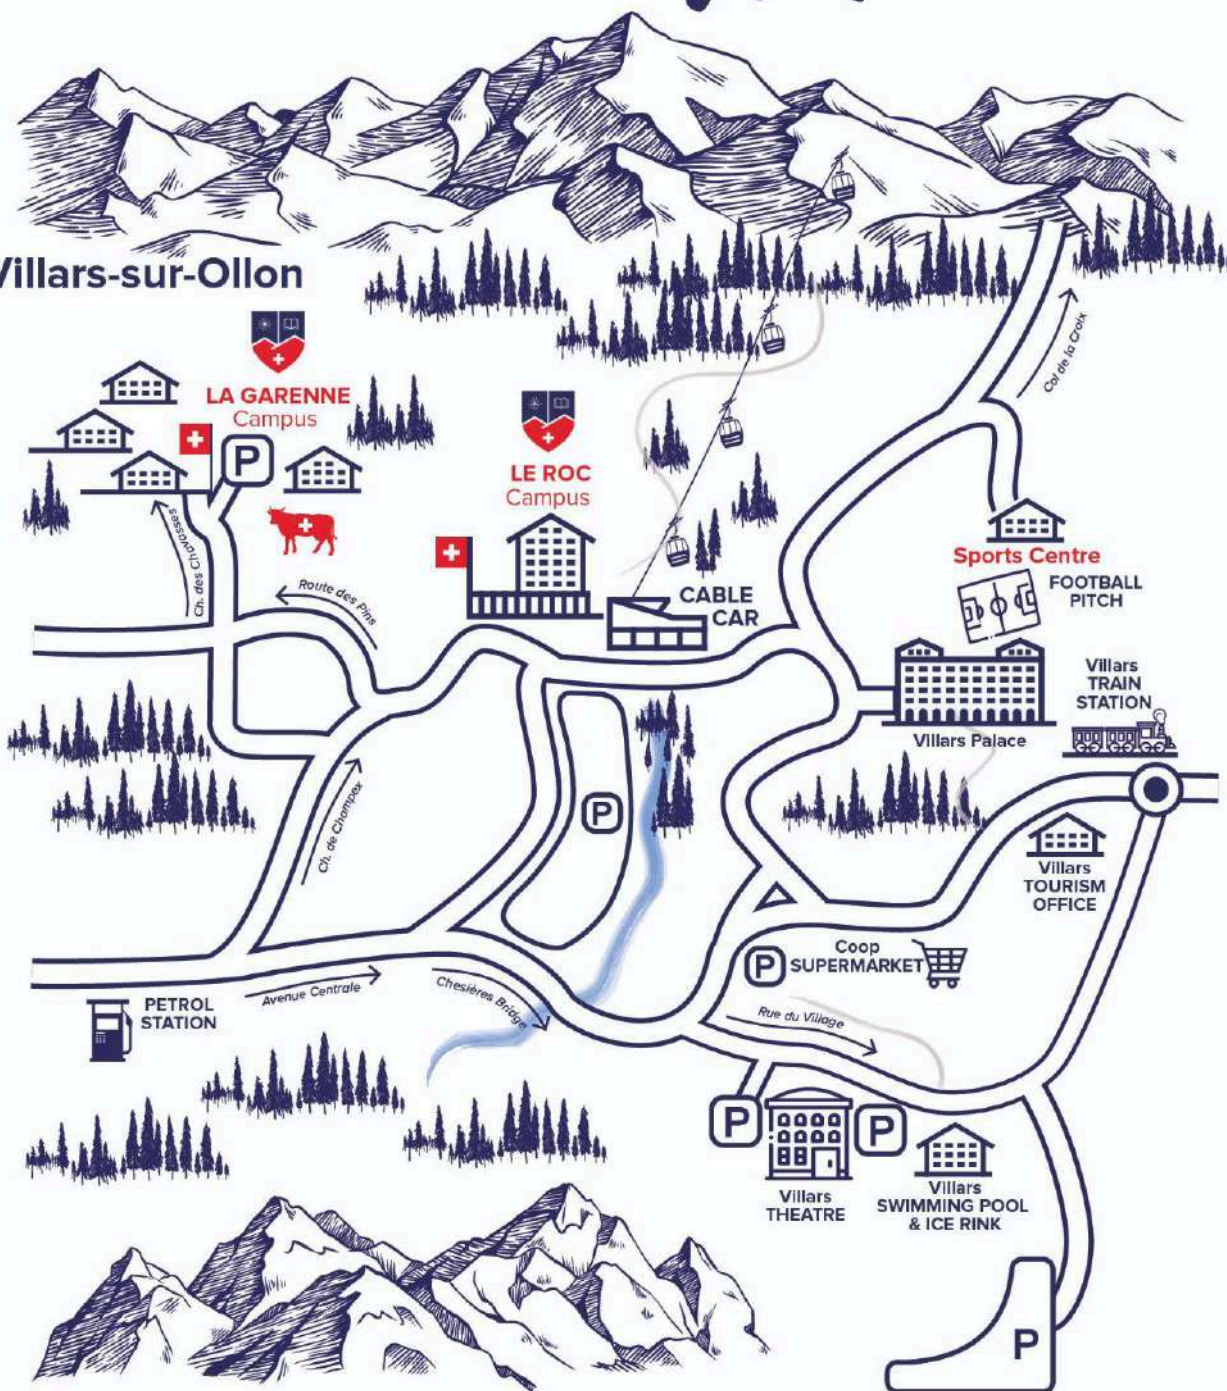 Villars-sur-Ollon
LA GARENNE
Campus
P
Ch. des Chavasses
Route des Pins
LE ROC
Campus
CABLE
CAR
Col de la Croix
Sports Centre
FOOTBALL
PITCH
Villars
TRAIN
STATION
Villars Palace
P
Ch. de Champex
Villars
TOURISM
OFFICE
P
Coop
SUPERMARKET
PETROL
STATION
Avenue Centrale
Chesières Bridge
Rue du Village
P
P
Villars
THEATRE
Villars
SWIMMING POOL
& ICE RINK
P